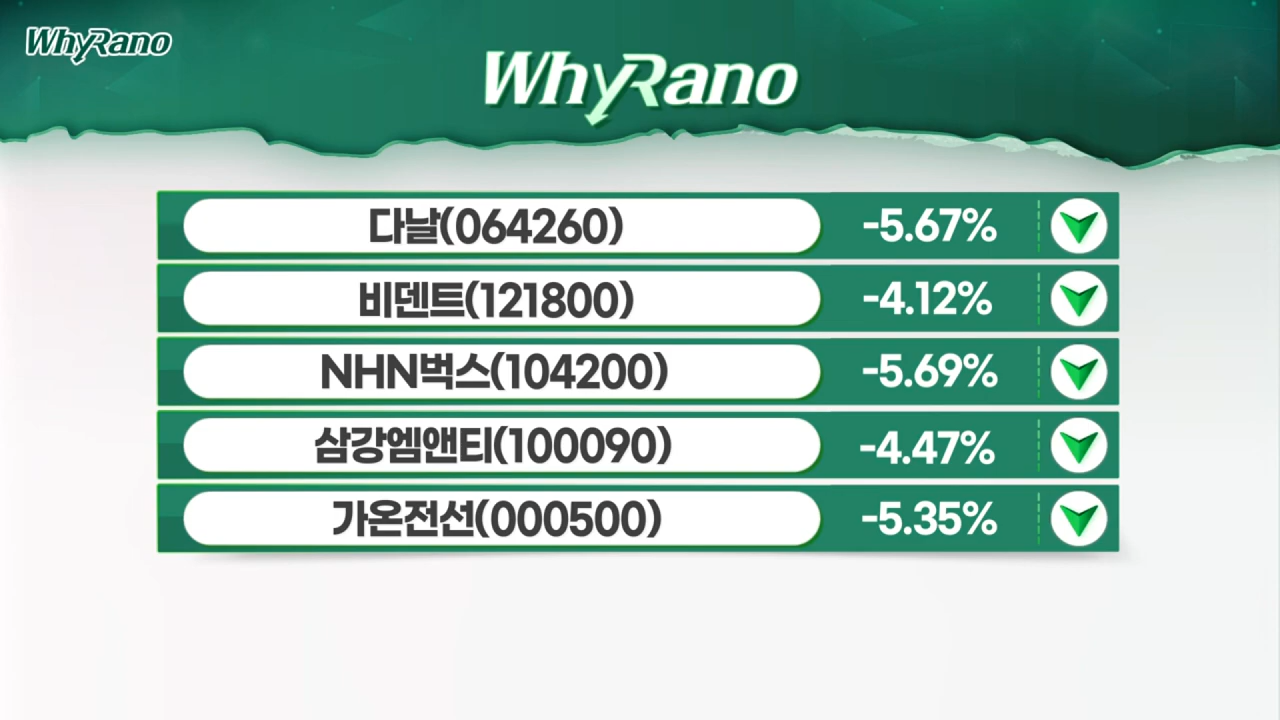 WhyRano
WhyRano
다날(064260) -5.67%
비덴트(121800) -4.12%
NHN벅스(104200) -5.69%
삼강엠앤티(100090) -4.47%
가온전선(000500) -5.35%